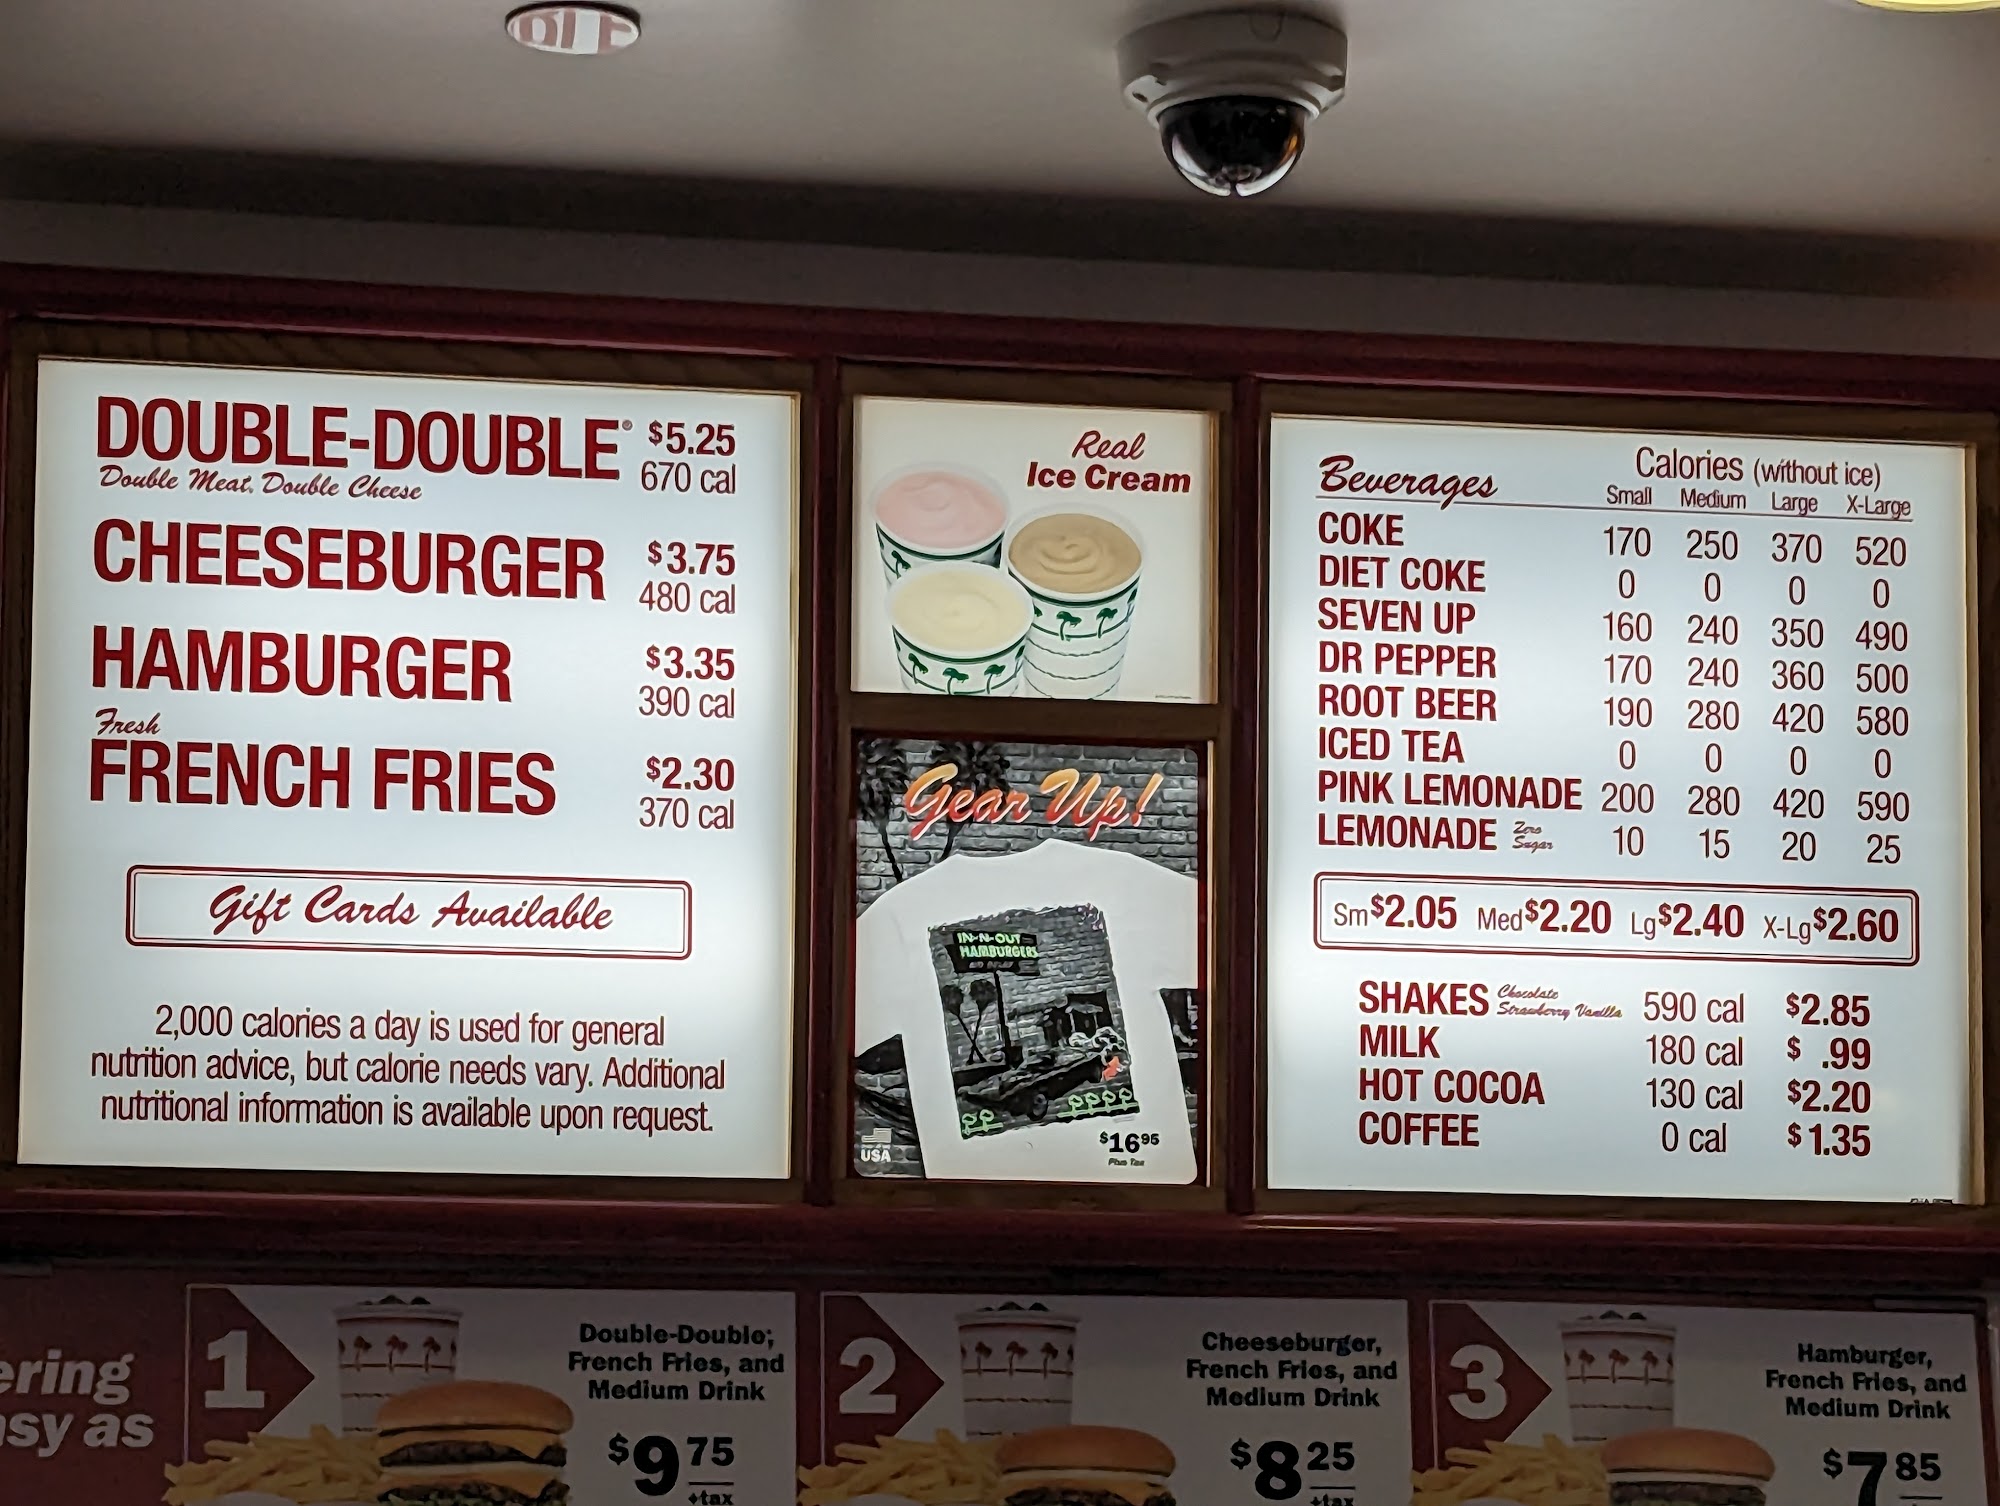 DOUBLE-DOUBLE® $5.25
Double Meat, Double Cheese 670 cal
CHEESEBURGER $3.75
480 cal
HAMBURGER $3.35
390 cal
Fresh
FRENCH FRIES $2.30
370 cal
Gift Cards Available
2,000 calories a day is used for general
nutrition advice, but calorie needs vary. Additional
nutritional information is available upon request.
Real
Ice Cream
Gear Up!
IN-N-OUT
HAMBURGERS
USA
$16.95
Plus Tax
Beverages Calories (without ice)
Small Medium Large X-Large
COKE 170 250 370 520
DIET COKE 0 0 0 0
SEVEN UP 160 240 350 490
DR PEPPER 170 240 360 500
ROOT BEER 190 280 420 580
ICED TEA 0 0 0 0
PINK LEMONADE 200 280 420 590
LEMONADE Zero Sugar 10 15 20 25
Sm $2.05 Med $2.20 Lg $2.40 X-Lg $2.60
SHAKES Chocolate Strawberry Vanilla 590 cal $2.85
MILK 180 cal $ .99
HOT COCOA 130 cal $2.20
COFFEE 0 cal $1.35
ering
asy as
1
Double-Double,
French Fries, and
Medium Drink
$9.75
+tax
2
Cheeseburger,
French Fries, and
Medium Drink
$8.25
+tax
3
Hamburger,
French Fries, and
Medium Drink
$7.85